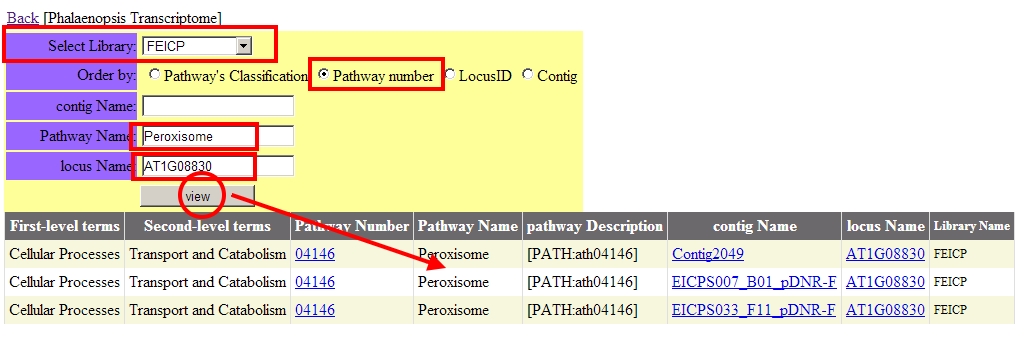 Back [Phalaenopsis Transcriptome]
Select Library: FEICP
Order by: Pathway's Classification Pathway number LocusID Contig
contig Name:
Pathway Name: Peroxisome
locus Name: AT1G08830
view
First-level terms Second-level terms Pathway Number Pathway Name pathway Description contig Name locus Name Library Name
Cellular Processes Transport and Catabolism 04146 Peroxisome [PATH:ath04146] Contig2049 AT1G08830 FEICP
Cellular Processes Transport and Catabolism 04146 Peroxisome [PATH:ath04146] EICPS007_B01_pDNR-F AT1G08830 FEICP
Cellular Processes Transport and Catabolism 04146 Peroxisome [PATH:ath04146] EICPS033_F11_pDNR-F AT1G08830 FEICP